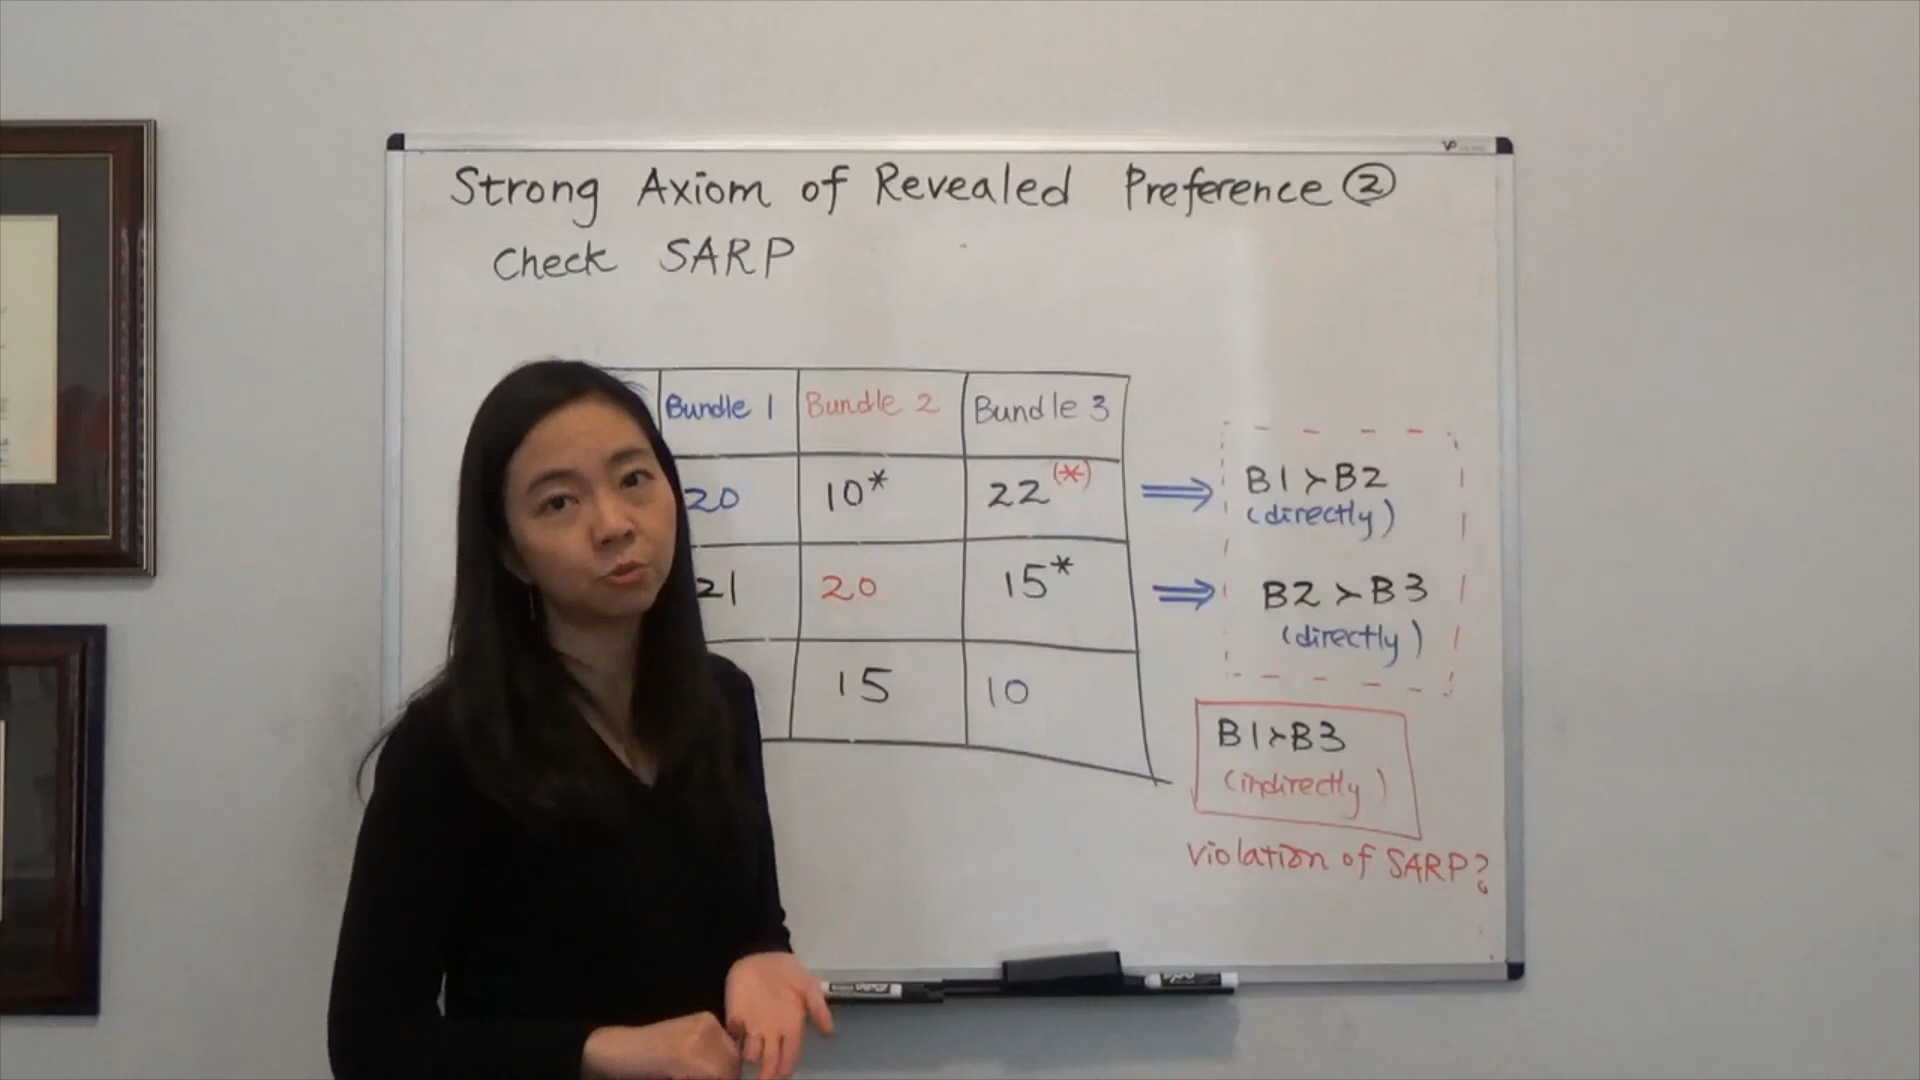 Strong Axiom of Revealed Preference ②
Check SARP
Bundle 1 Bundle 2 Bundle 3
20 10* 22(*) ⇒ B1≻B2
(directly)
21 20 15* ⇒ B2≻B3
(directly)
15 10
B1≻B3
(indirectly)
Violation of SARP?